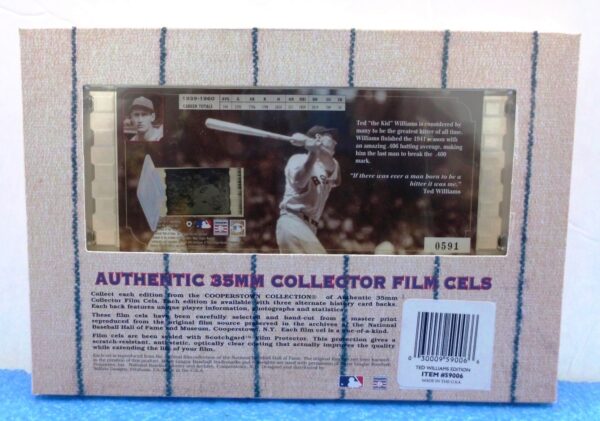 1939-1960
CAREER TOTALS
Ted "the Kid" Williams is considered by
many to be the greatest hitter of all time.
Williams finished the 1941 season with
an amazing .406 batting average, making
him the last man to break the .400
mark.
"If there was ever a man born to be a
hitter it was me."
Ted Williams
0591
AUTHENTIC 35MM COLLECTOR FILM CELS
Collect each edition from the COOPERSTOWN COLLECTION® of Authentic 35mm
Collector Film Cels. Each edition is available with three alternate history card backs.
Each back features unique player information, photographs and statistics.
These film cels have been carefully selected and hand-cut from a master print
reproduced from the original film source preserved in the archives of the National
Baseball Hall of Fame and Museum, Cooperstown, N.Y. Each film cel is one-of-a-kind.
Film cels are been sealed with Scotchgard™ Film Protector. This protection gives a
scratch-resistant, anti-static, optically clear coating that actually improves the quality
while extending the life of your film.
0 30009 59006 6
TED WILLIAMS EDITION
ITEM #59006
MADE IN THE U.S.A.